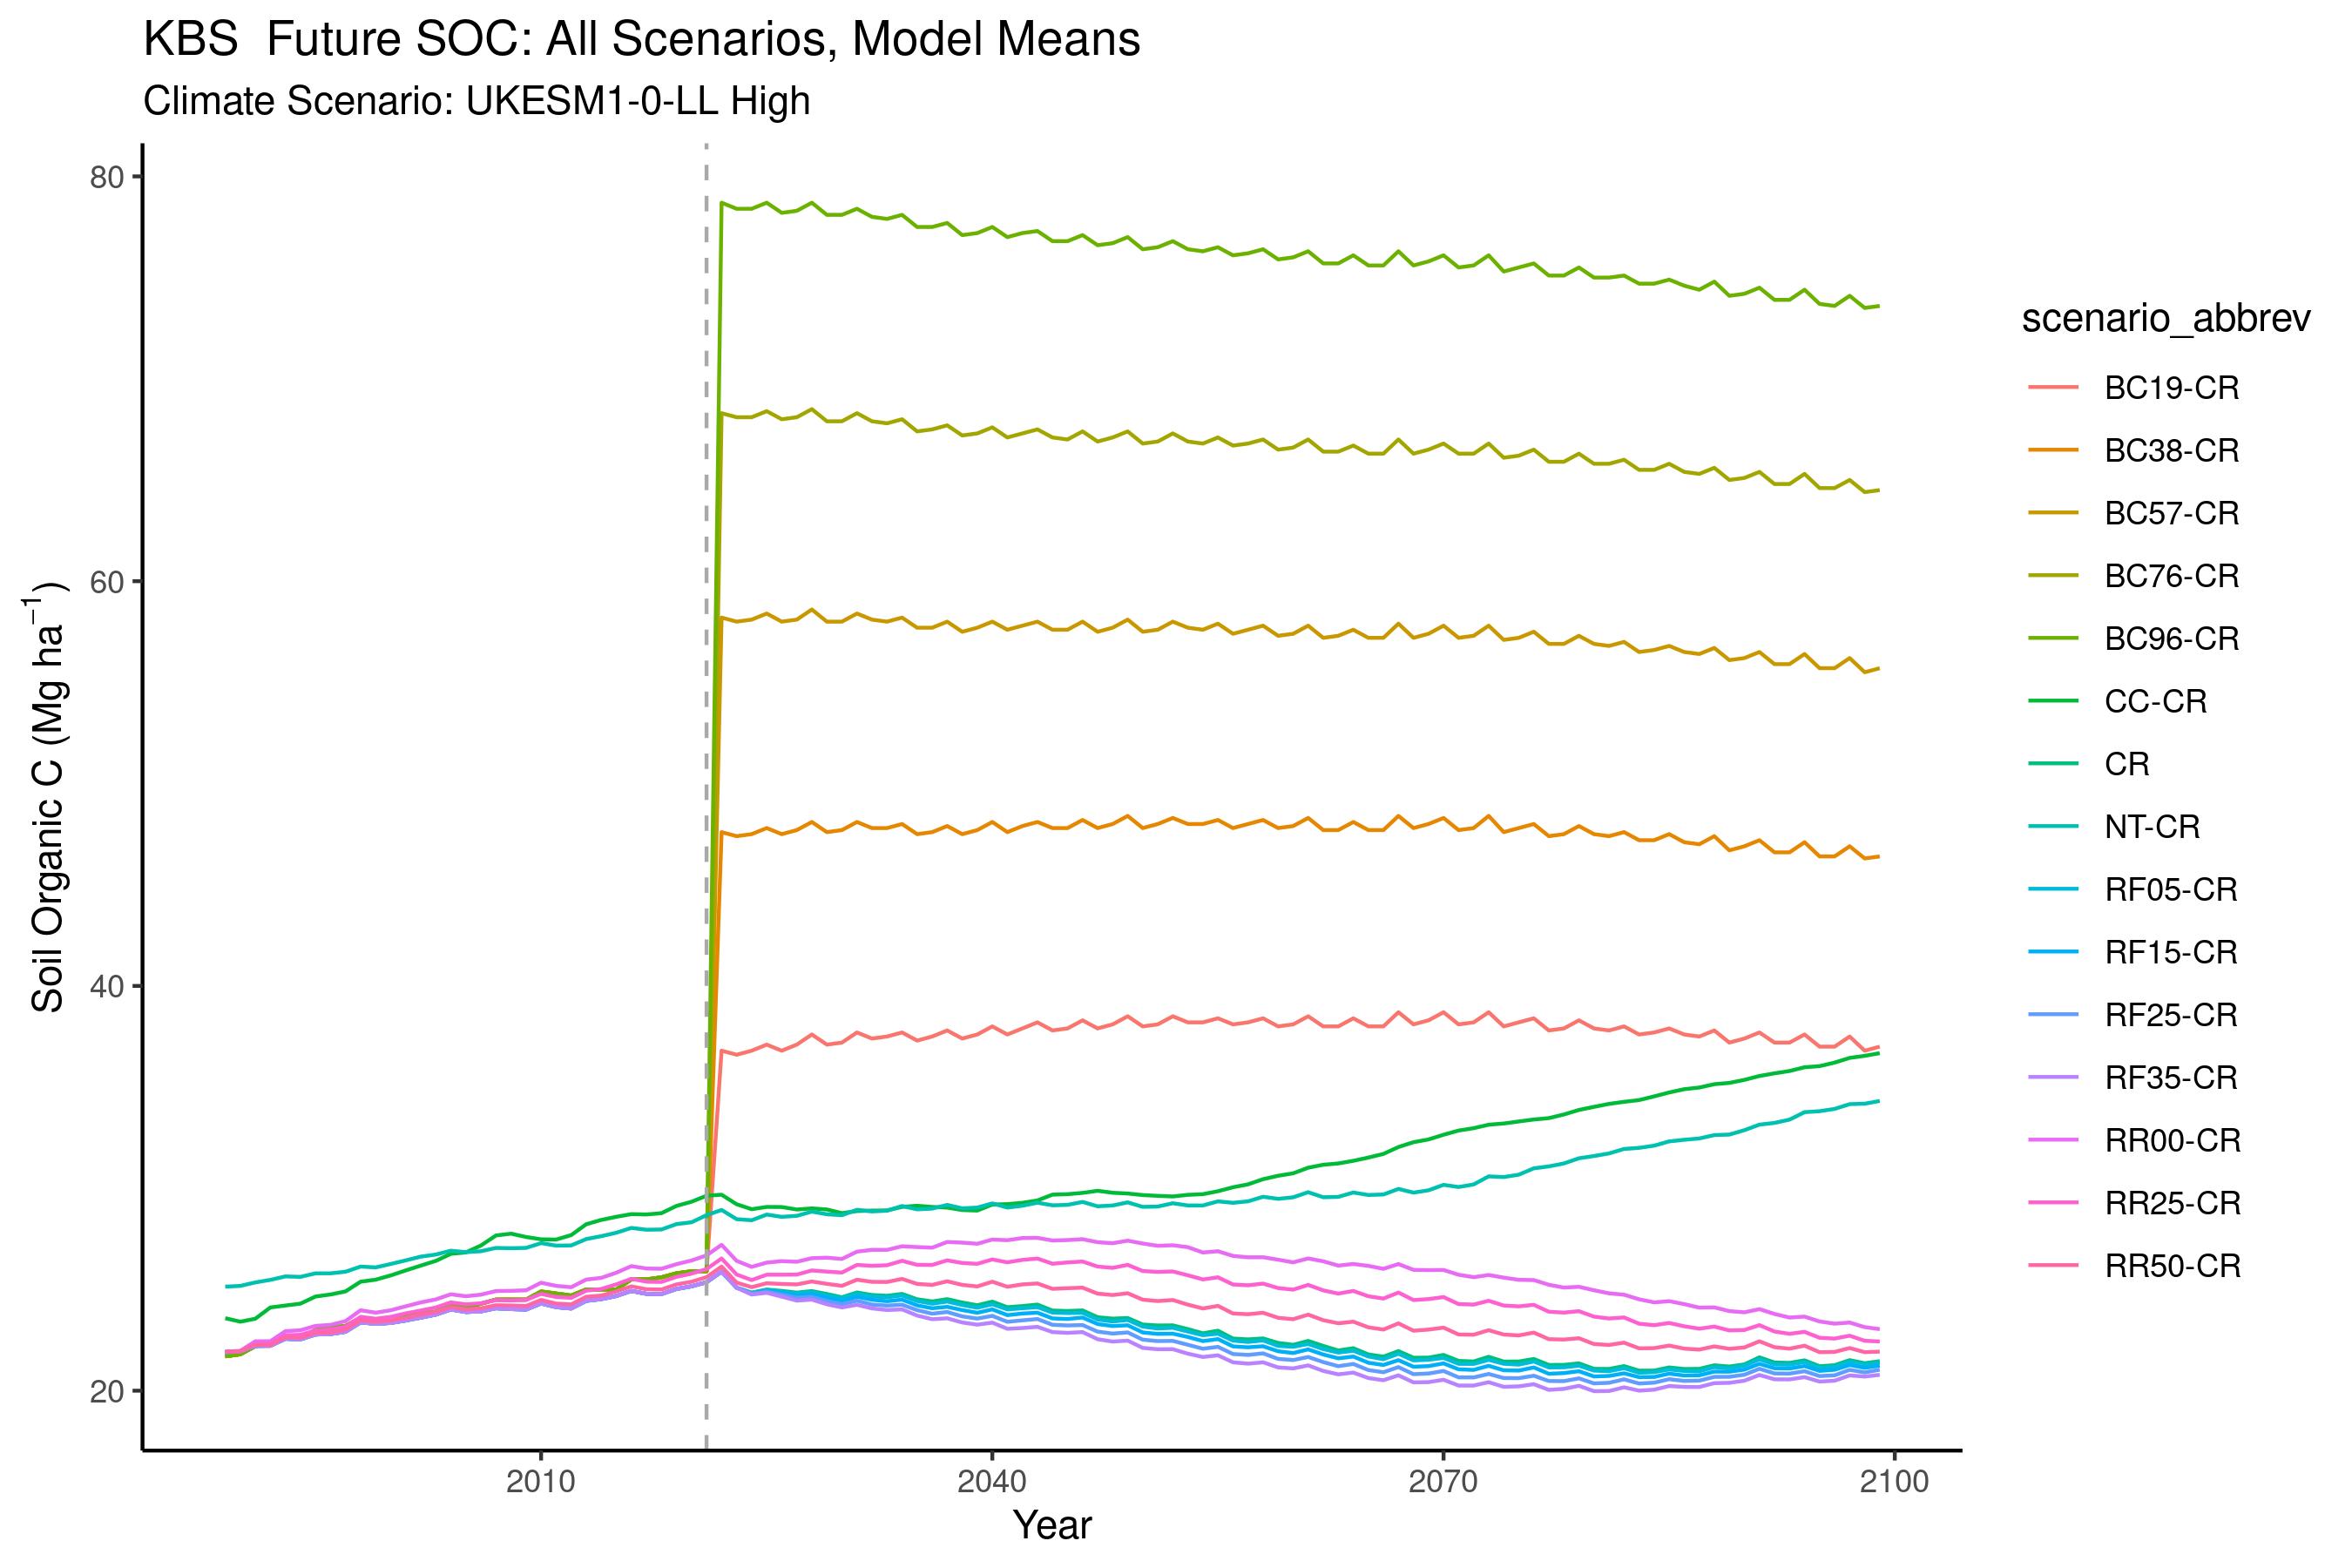 KBS  Future SOC: All Scenarios, Model Means
Climate Scenario: UKESM1-0-LL High
80
60
40
20
Soil Organic C (Mg ha⁻¹)
2010
2040
2070
2100
Year
scenario_abbrev
BC19-CR
BC38-CR
BC57-CR
BC76-CR
BC96-CR
CC-CR
CR
NT-CR
RF05-CR
RF15-CR
RF25-CR
RF35-CR
RR00-CR
RR25-CR
RR50-CR